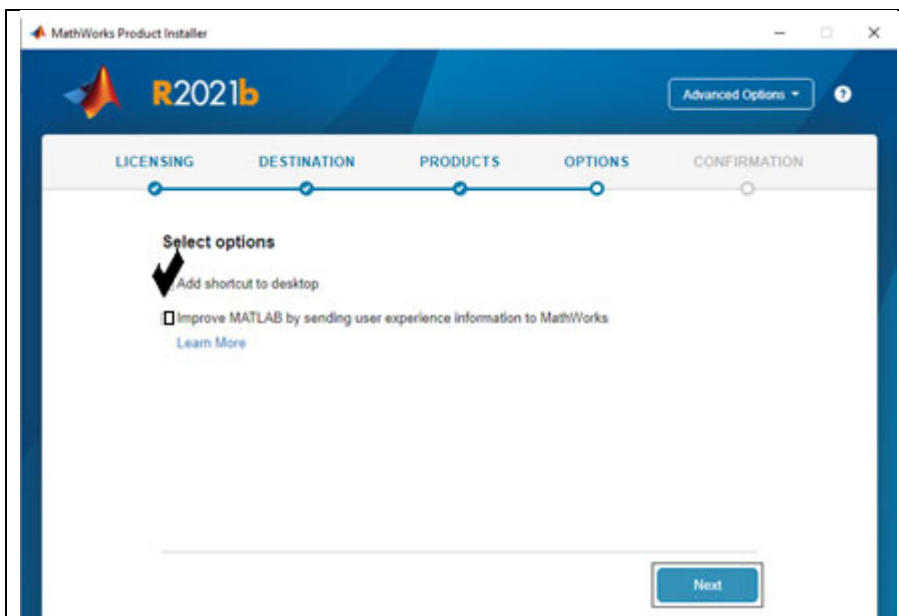 MathWorks Product Installer
R2021b
Advanced Options
?
LICENSING DESTINATION PRODUCTS OPTIONS CONFIRMATION
Select options
Add shortcut to desktop
Improve MATLAB by sending user experience information to MathWorks
Learn More
Next